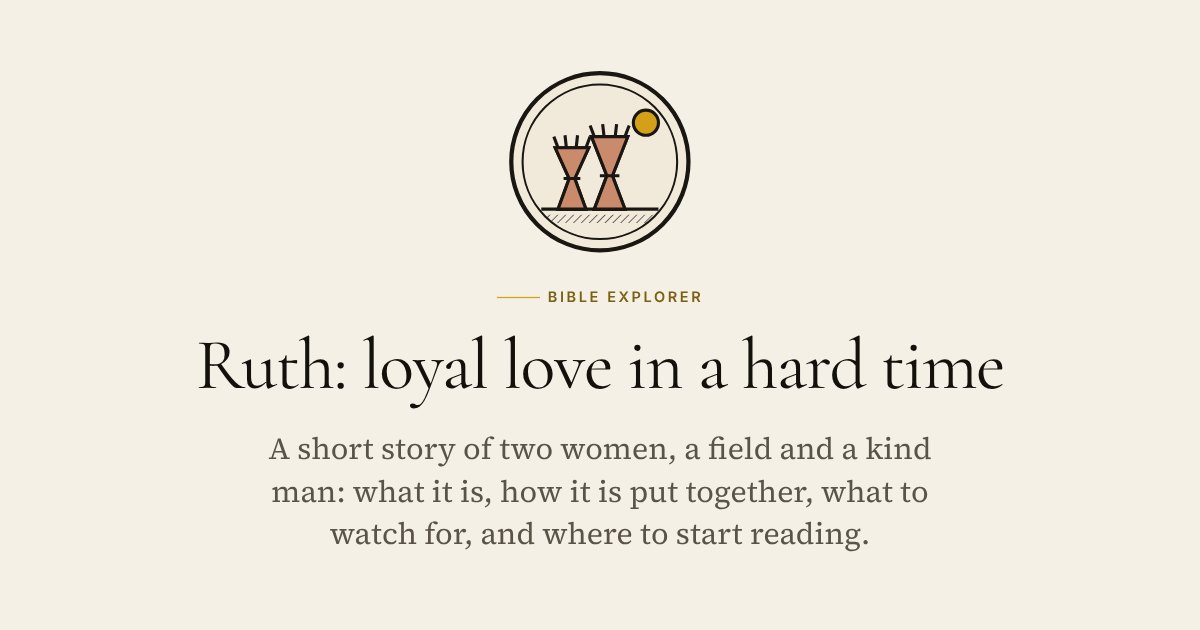 BIBLE EXPLORER
Ruth: loyal love in a hard time
A short story of two women, a field and a kind
man: what it is, how it is put together, what to
watch for, and where to start reading.